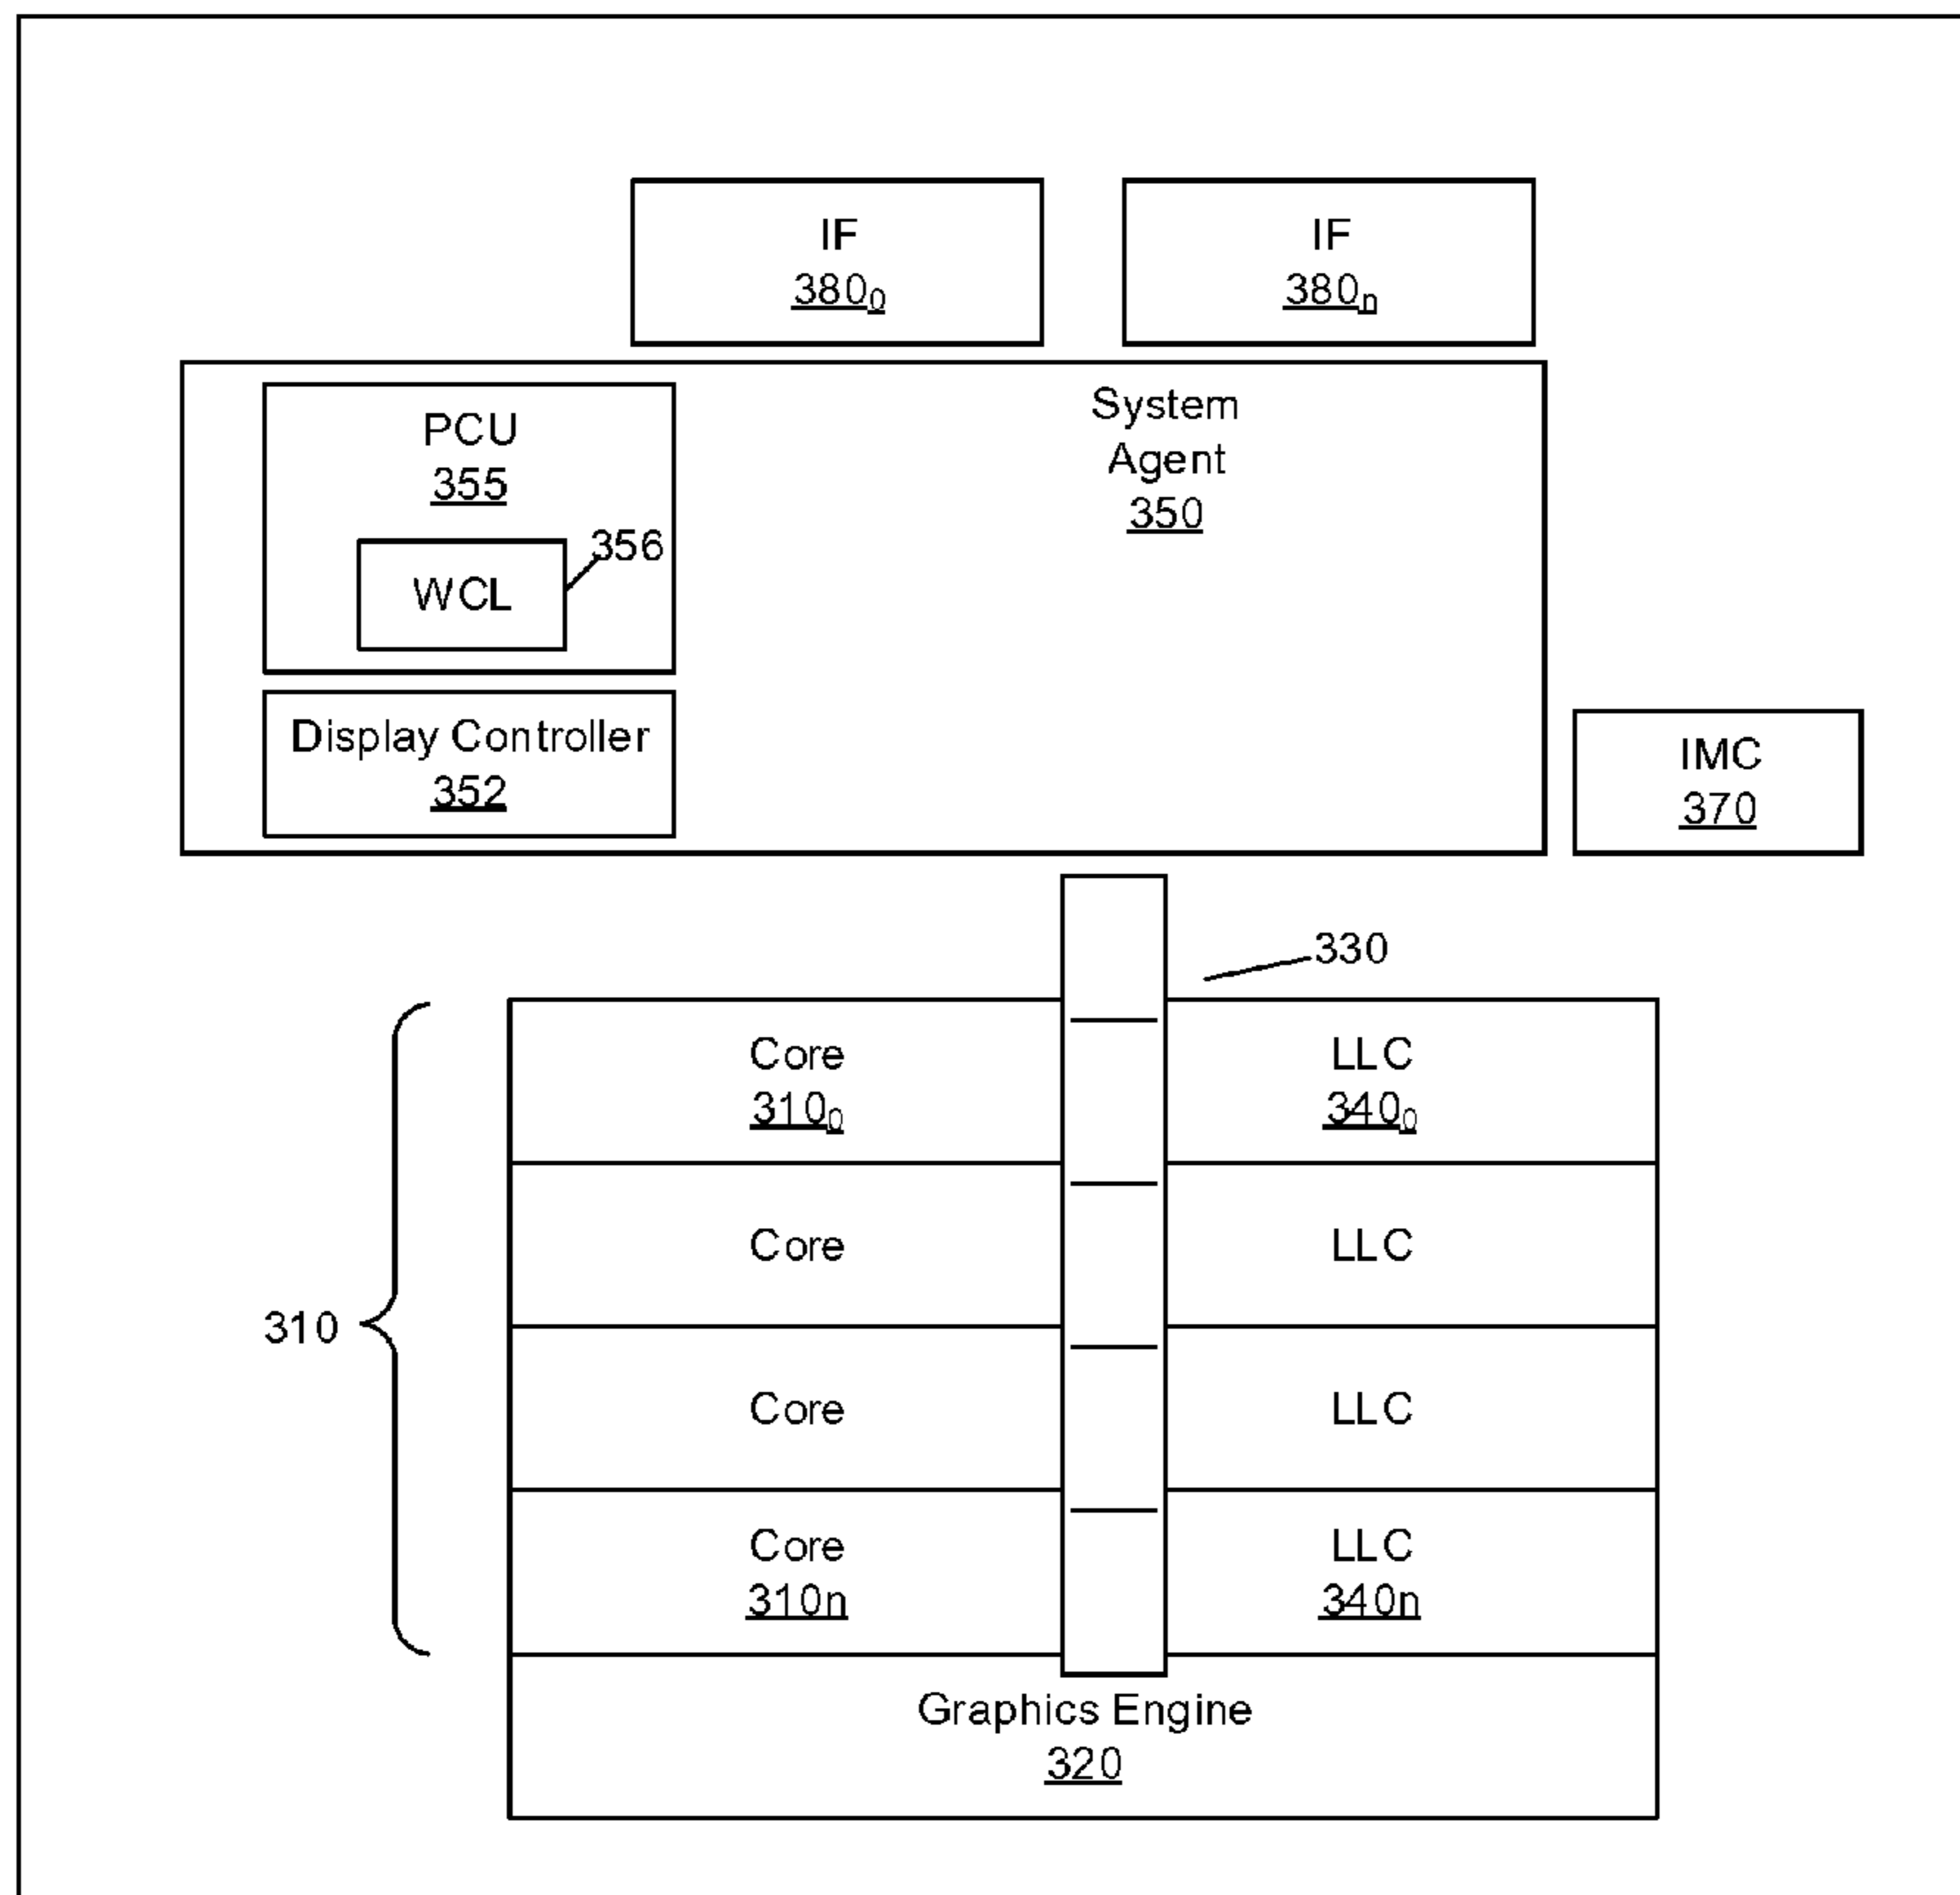 IF
380₀
IF
380ₙ
PCU
355
356
WCL
System
Agent
350
Display Controller
352
IMC
370
330
310
Core
310₀
LLC
340₀
Core
LLC
Core
LLC
Core
310n
LLC
340n
Graphics Engine
320